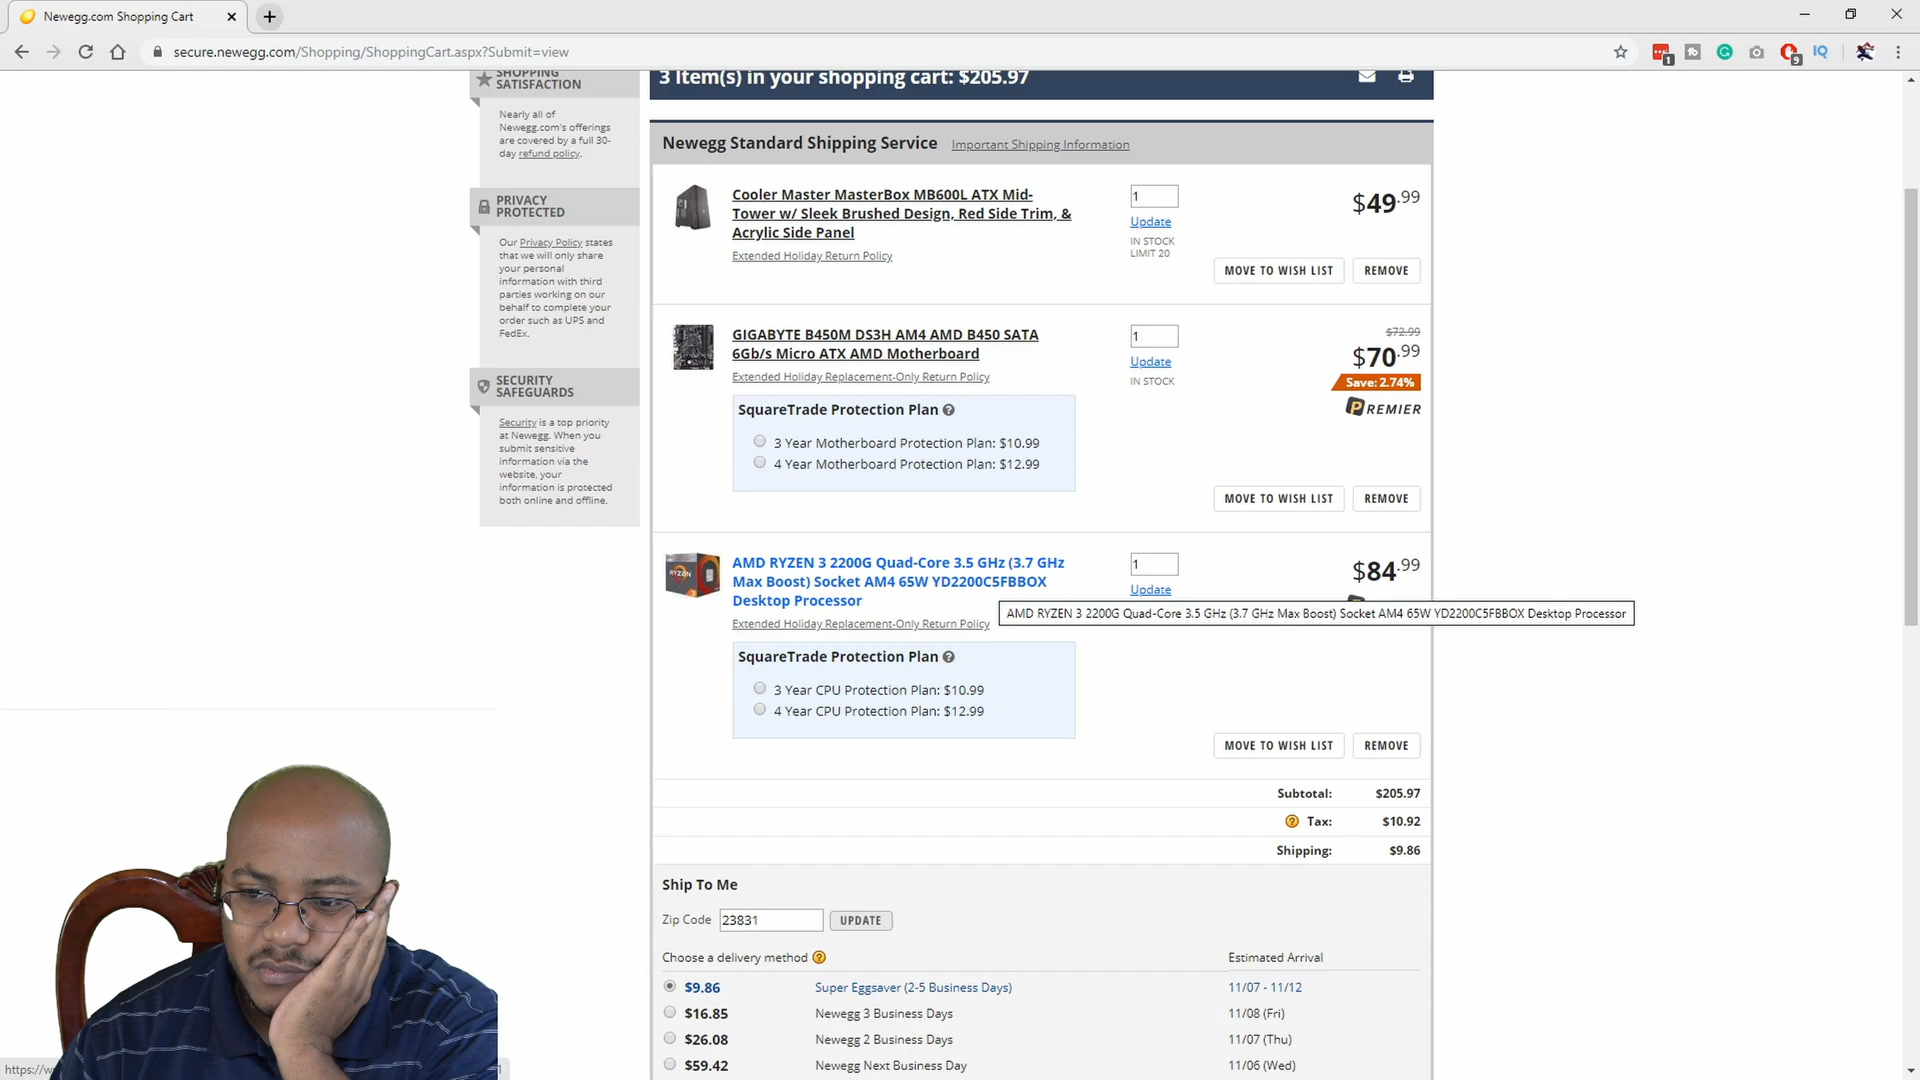 Newegg.com Shopping Cart
secure.newegg.com/Shopping/ShoppingCart.aspx?Submit=view
1
9
IQ
SHOPPING
SATISFACTION
Nearly all of
Newegg.com's offerings
are covered by a full 30-
day refund policy.
PRIVACY
PROTECTED
Our Privacy Policy states
that we will only share
your personal
information with third
parties working on our
behalf to complete your
order such as UPS and
FedEx.
SECURITY
SAFEGUARDS
Security is a top priority
at Newegg. When you
submit sensitive
information via the
website, your
information is protected
both online and offline.
3 Item(s) in your shopping cart: $205.97
Newegg Standard Shipping Service Important Shipping Information
Cooler Master MasterBox MB600L ATX Mid-
Tower w/ Sleek Brushed Design, Red Side Trim, &
Acrylic Side Panel
Extended Holiday Return Policy
1
Update
IN STOCK
LIMIT 20
$49.99
MOVE TO WISH LIST REMOVE
GIGABYTE B450M DS3H AM4 AMD B450 SATA
6Gb/s Micro ATX AMD Motherboard
Extended Holiday Replacement-Only Return Policy
1
Update
IN STOCK
$72.99
$70.99
Save: 2.74%
PREMIER
SquareTrade Protection Plan ?
3 Year Motherboard Protection Plan: $10.99
4 Year Motherboard Protection Plan: $12.99
MOVE TO WISH LIST REMOVE
RYZEN
AMD RYZEN 3 2200G Quad-Core 3.5 GHz (3.7 GHz
Max Boost) Socket AM4 65W YD2200C5FBBOX
Desktop Processor
Extended Holiday Replacement-Only Return Policy
1
Update
$84.99
AMD RYZEN 3 2200G Quad-Core 3.5 GHz (3.7 GHz Max Boost) Socket AM4 65W YD2200C5FBBOX Desktop Processor
SquareTrade Protection Plan ?
3 Year CPU Protection Plan: $10.99
4 Year CPU Protection Plan: $12.99
MOVE TO WISH LIST REMOVE
Subtotal: $205.97
? Tax: $10.92
Shipping: $9.86
Ship To Me
Zip Code 23831 UPDATE
Choose a delivery method ? Estimated Arrival
$9.86 Super Eggsaver (2-5 Business Days) 11/07 - 11/12
$16.85 Newegg 3 Business Days 11/08 (Fri)
$26.08 Newegg 2 Business Days 11/07 (Thu)
$59.42 Newegg Next Business Day 11/06 (Wed)